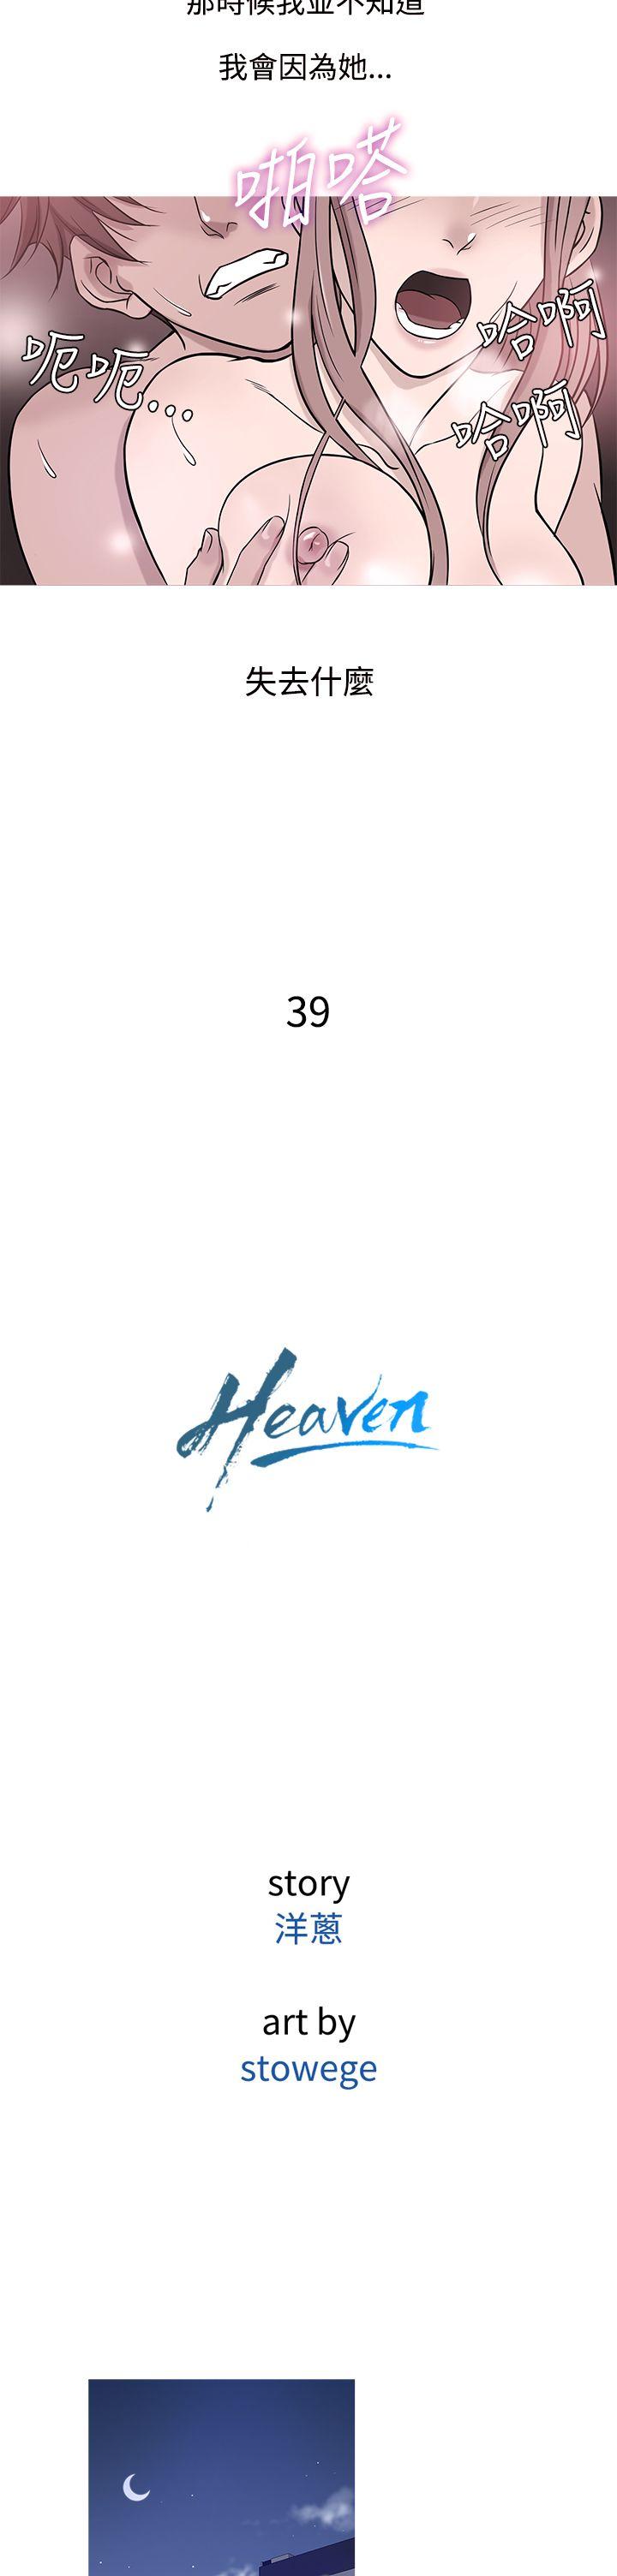 那時候我並不知道
我會因為她...
啪嗒
呃呃...
哈啊
哈啊
失去什麼
39
Heaven
story
洋蔥
art by
stowege